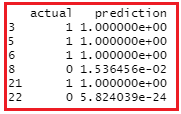 actual prediction
3 1 1.000000e+00
5 1 1.000000e+00
6 1 1.000000e+00
8 0 1.536456e-02
21 1 1.000000e+00
22 0 5.824039e-24